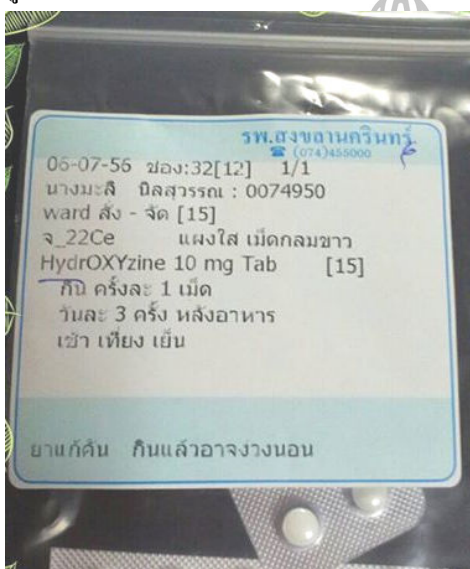 รพ.สงขลานครินทร์
☎ (074)455000
06-07-56 ช่อง:32[12] 1/1
นางมะลิ นิลสุวรรณ : 0074950
ward สั่ง - จัด [15]
จ_22Ce แผงใส เม็ดกลมขาว
HydrOXYzine 10 mg Tab [15]
กิน ครั้งละ 1 เม็ด
วันละ 3 ครั้ง หลังอาหาร
เช้า เที่ยง เย็น
ยาแก้คัน กินแล้วอาจง่วงนอน